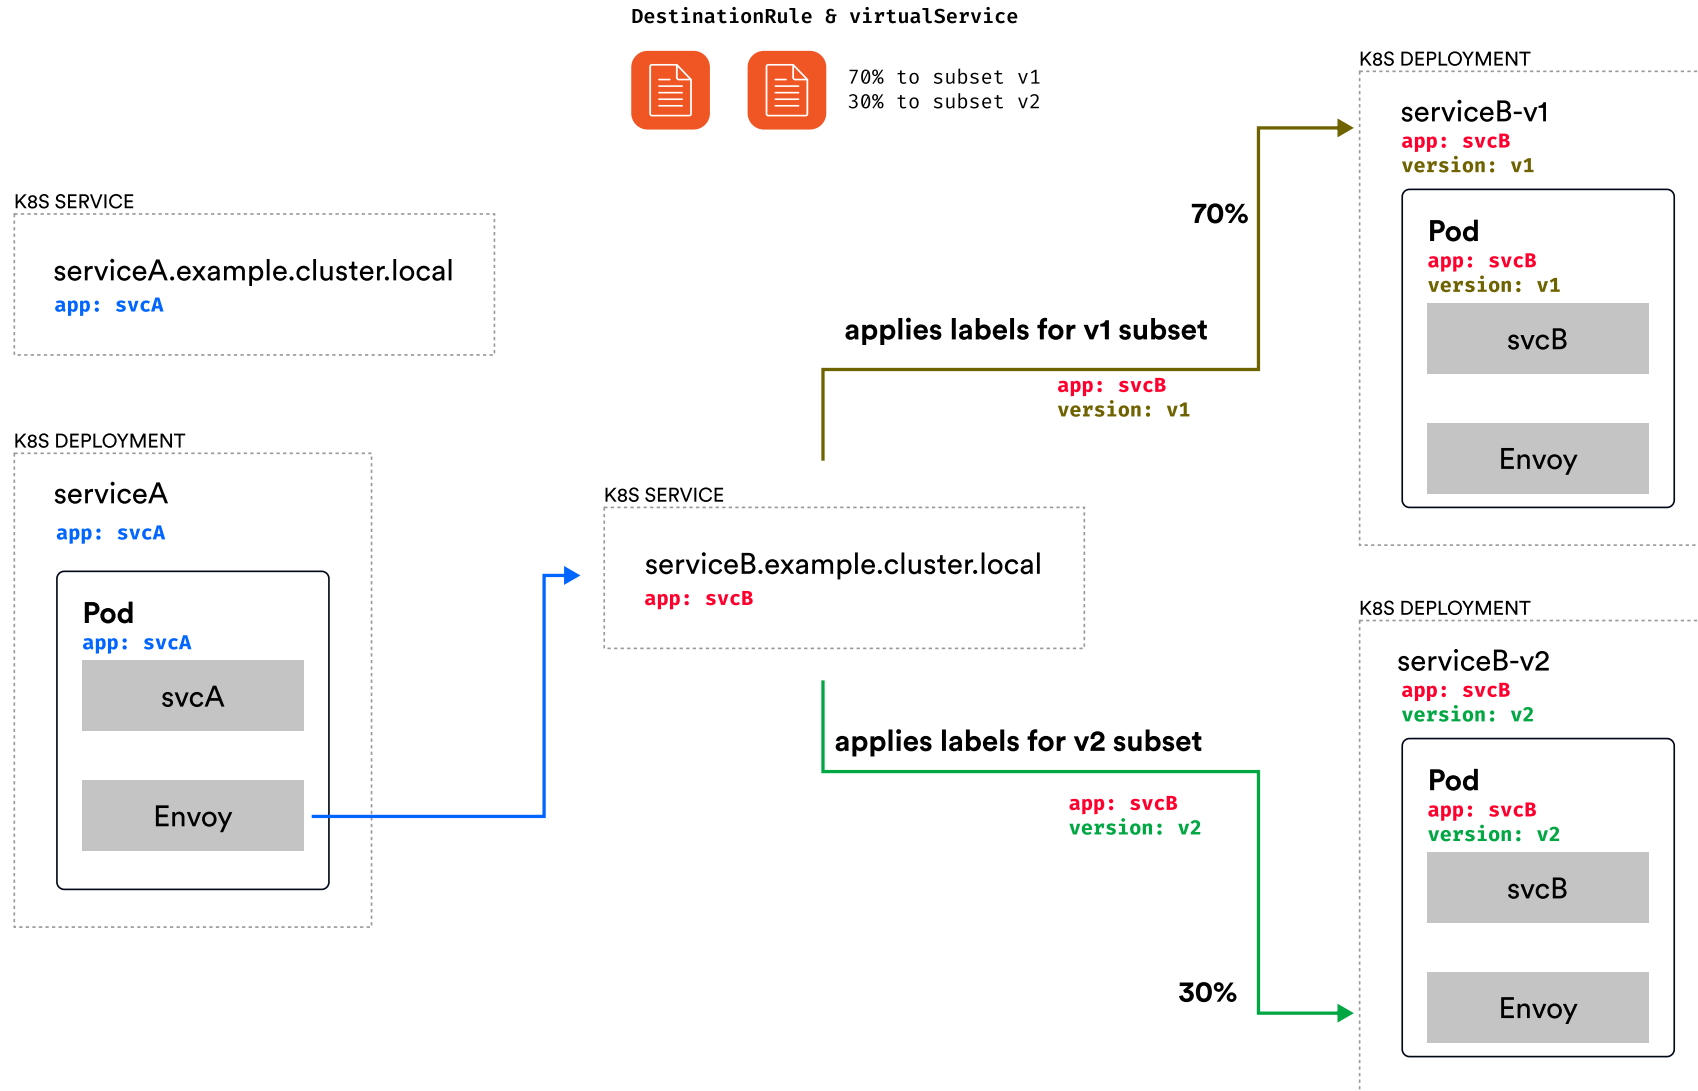 DestinationRule & virtualService
70% to subset v1
30% to subset v2
K8S SERVICE
serviceA.example.cluster.local
app: svcA
K8S DEPLOYMENT
serviceA
app: svcA
Pod
app: svcA
svcA
Envoy
K8S SERVICE
serviceB.example.cluster.local
app: svcB
applies labels for v1 subset
app: svcB
version: v1
70%
applies labels for v2 subset
app: svcB
version: v2
30%
K8S DEPLOYMENT
serviceB-v1
app: svcB
version: v1
Pod
app: svcB
version: v1
svcB
Envoy
K8S DEPLOYMENT
serviceB-v2
app: svcB
version: v2
Pod
app: svcB
version: v2
svcB
Envoy